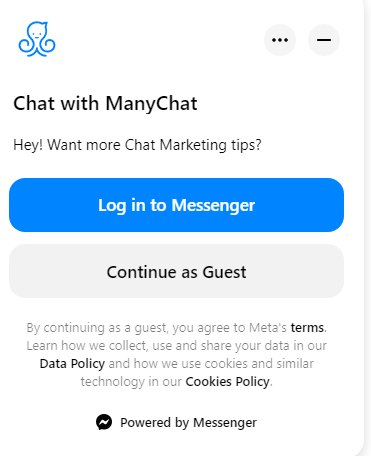 Chat with ManyChat
Hey! Want more Chat Marketing tips?
Log in to Messenger
Continue as Guest
By continuing as a guest, you agree to Meta's terms.
Learn how we collect, use and share your data in our
Data Policy and how we use cookies and similar
technology in our Cookies Policy.
Powered by Messenger